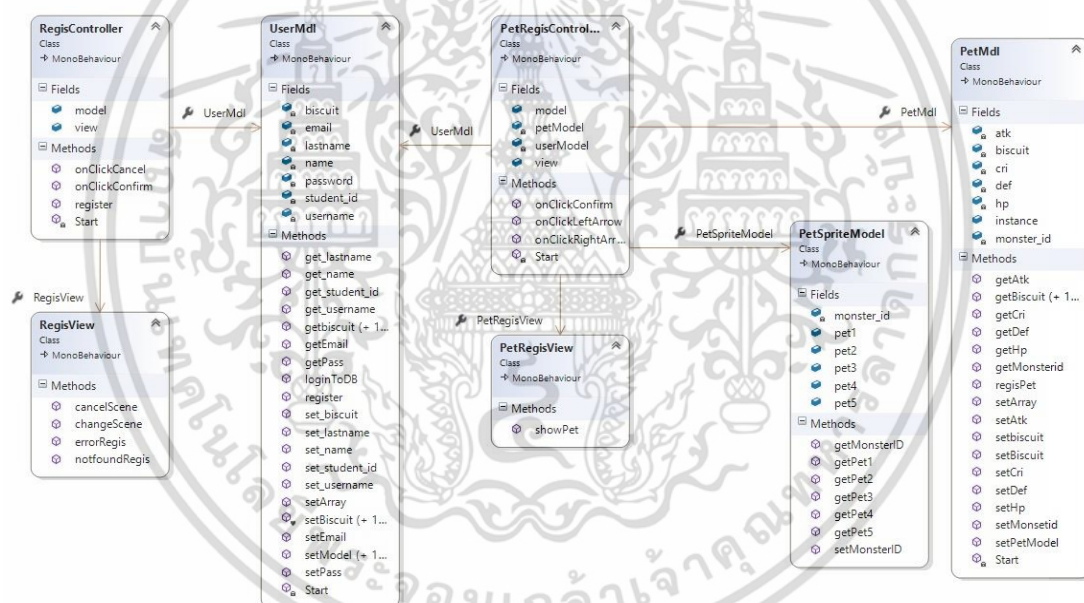 RegisController
Class
MonoBehaviour
Fields
model
view
Methods
onClickCancel
onClickConfirm
register
Start
UserMdl
RegisView
RegisView
Class
MonoBehaviour
Methods
cancelScene
changeScene
errorRegis
notfoundRegis
UserMdl
Class
MonoBehaviour
Fields
biscuit
email
lastname
name
password
student_id
username
Methods
get_lastname
get_name
get_student_id
get_username
getbiscuit (+ 1...
getEmail
getPass
loginToDB
register
set_biscuit
set_lastname
set_name
set_student_id
set_username
setArray
setBiscuit (+ 1...
setEmail
setModel (+ 1...
setPass
Start
UserMdl
PetRegisControl...
Class
MonoBehaviour
Fields
model
petModel
userModel
view
Methods
onClickConfirm
onClickLeftArrow
onClickRightArr...
Start
PetMdl
PetSpriteModel
PetRegisView
PetRegisView
Class
MonoBehaviour
Methods
showPet
PetSpriteModel
Class
MonoBehaviour
Fields
monster_id
pet1
pet2
pet3
pet4
pet5
Methods
getMonsterID
getPet1
getPet2
getPet3
getPet4
getPet5
setMonsterID
PetMdl
Class
MonoBehaviour
Fields
atk
biscuit
cri
def
hp
instance
monster_id
Methods
getAtk
getBiscuit (+ 1...
getCri
getDef
getHp
getMonsterid
regisPet
setArray
setAtk
setbiscuit
setBiscuit
setCri
setDef
setHp
setMonsetid
setPetModel
Start